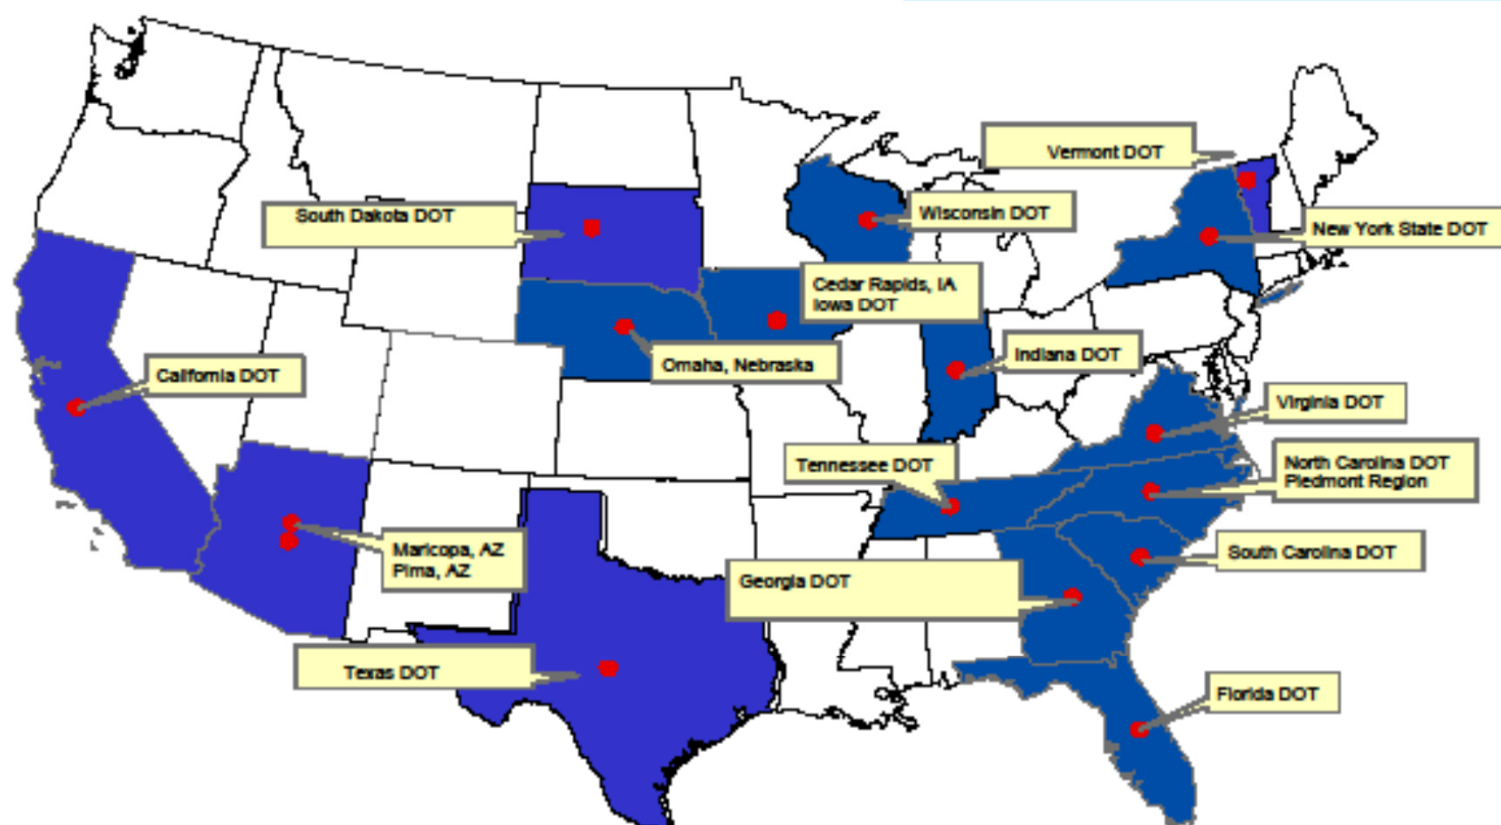 Vermont DOT
South Dakota DOT
Wisconsin DOT
New York State DOT
Cedar Rapids, IA
Iowa DOT
Omaha, Nebraska
Indiana DOT
California DOT
Virginia DOT
Tennessee DOT
North Carolina DOT
Piedmont Region
Maricopa, AZ
Pima, AZ
South Carolina DOT
Georgia DOT
Texas DOT
Florida DOT